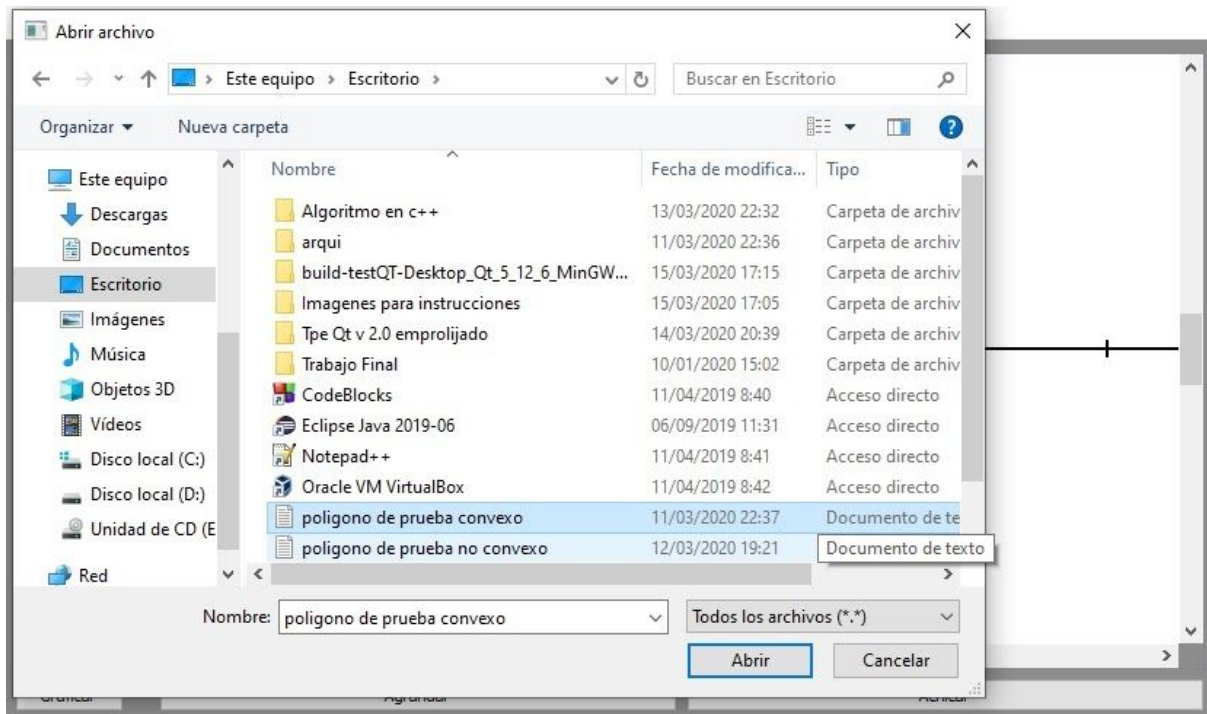 Abrir archivo
Este equipo > Escritorio >
Buscar en Escritorio
Organizar
Nueva carpeta
Este equipo
Descargas
Documentos
Escritorio
Imágenes
Música
Objetos 3D
Vídeos
Disco local (C:)
Disco local (D:)
Unidad de CD (E
Red
Nombre Fecha de modifica... Tipo
Algoritmo en c++ 13/03/2020 22:32 Carpeta de archiv
arqui 11/03/2020 22:36 Carpeta de archiv
build-testQT-Desktop_Qt_5_12_6_MinGW... 15/03/2020 17:15 Carpeta de archiv
Imagenes para instrucciones 15/03/2020 17:05 Carpeta de archiv
Tpe Qt v 2.0 emprolijado 14/03/2020 20:39 Carpeta de archiv
Trabajo Final 10/01/2020 15:02 Carpeta de archiv
CodeBlocks 11/04/2019 8:40 Acceso directo
Eclipse Java 2019-06 06/09/2019 11:31 Acceso directo
Notepad++ 11/04/2019 8:41 Acceso directo
Oracle VM VirtualBox 11/04/2019 8:42 Acceso directo
poligono de prueba convexo 11/03/2020 22:37 Documento de te
poligono de prueba no convexo 12/03/2020 19:21
Documento de texto
Nombre: poligono de prueba convexo
Todos los archivos (*.*)
Abrir
Cancelar